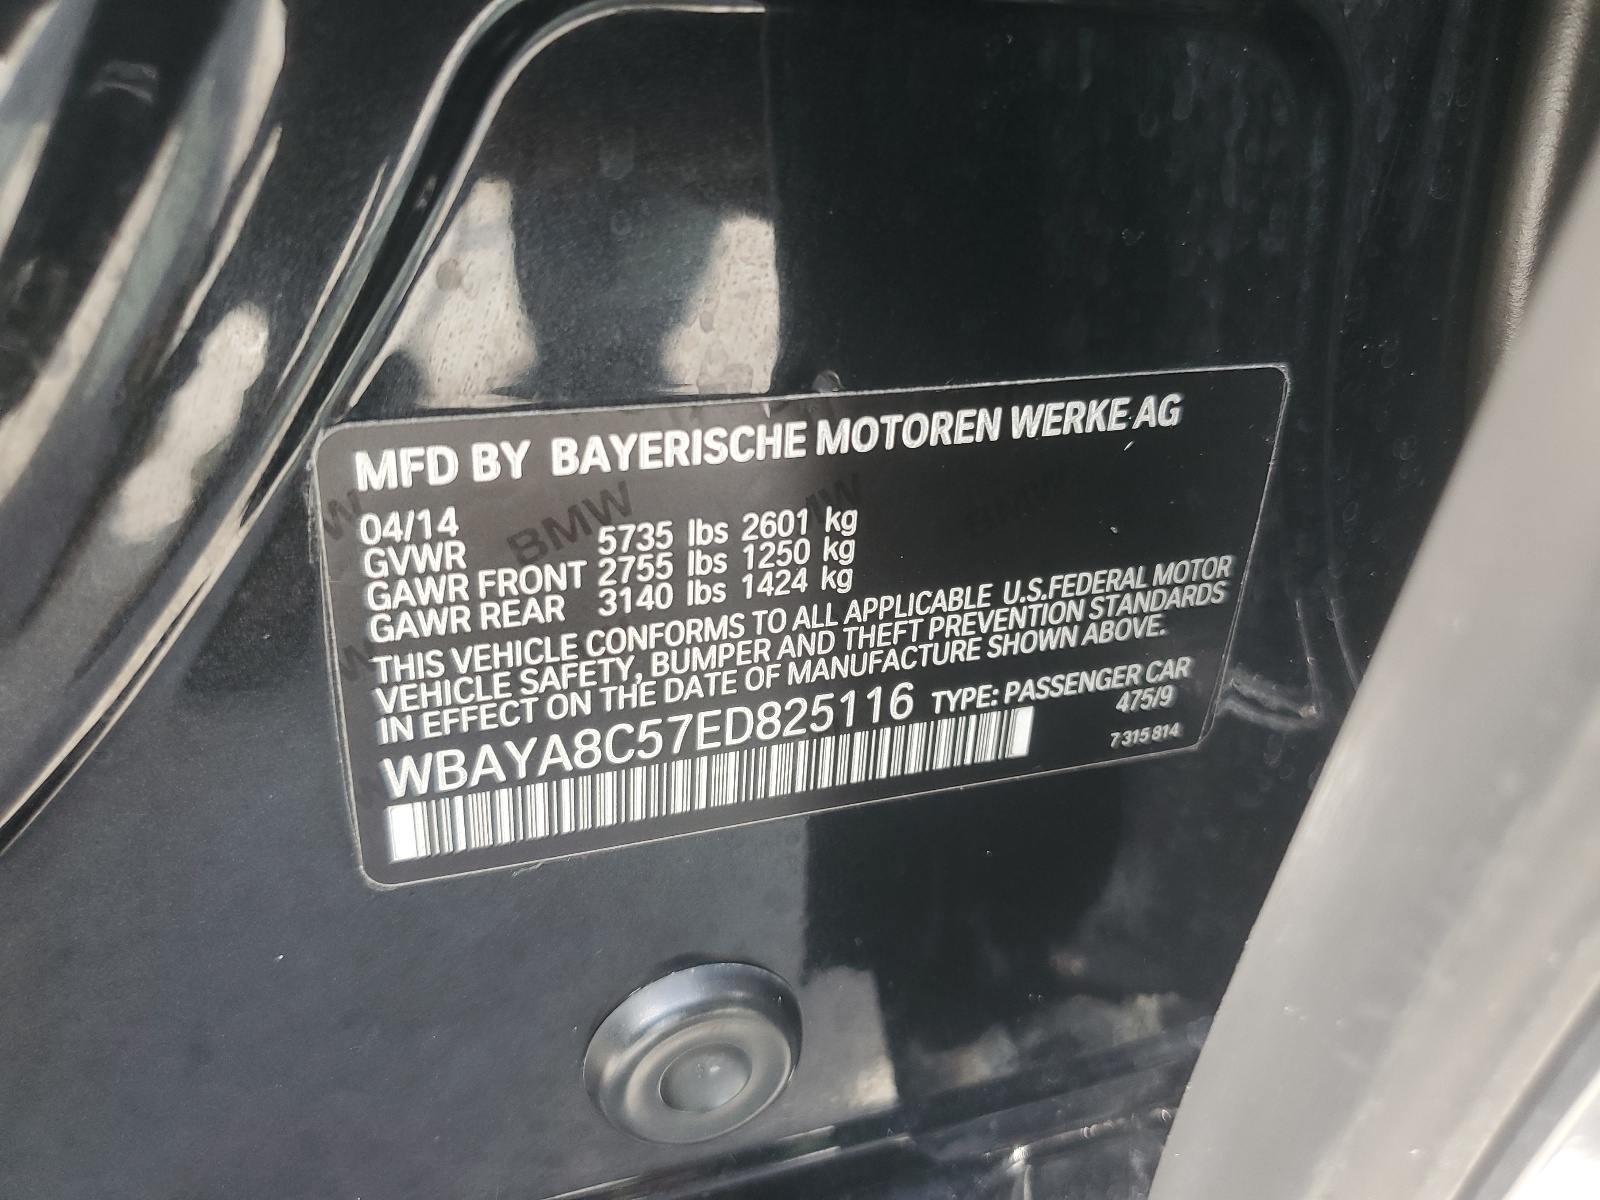 MFD BY BAYERISCHE MOTOREN WERKE AG
04/14
GVWR 5735 lbs 2601 kg
GAWR FRONT 2755 lbs 1250 kg
GAWR REAR 3140 lbs 1424 kg
THIS VEHICLE CONFORMS TO ALL APPLICABLE U.S.FEDERAL MOTOR
VEHICLE SAFETY, BUMPER AND THEFT PREVENTION STANDARDS
IN EFFECT ON THE DATE OF MANUFACTURE SHOWN ABOVE.
WBAYA8C57ED825116 TYPE: PASSENGER CAR
475/9
7 315 814
BMW
BMW
BMW